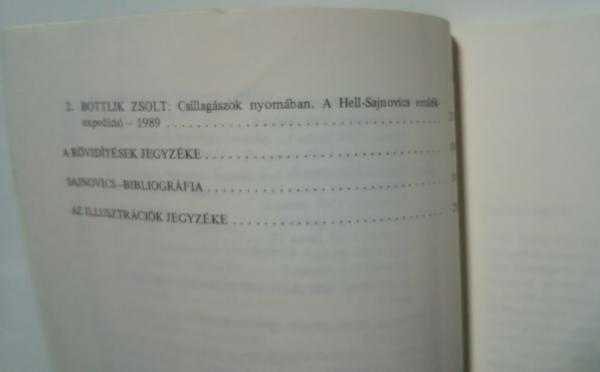 2. BOTTLIK ZSOLT: Csillagászok nyomában. A Hell-Sajnovics emlék-
expedíció – 1989
A RÖVIDÍTÉSEK JEGYZÉKE
SAJNOVICS–BIBLIOGRÁFIA
AZ ILLUSZTRÁCIÓK JEGYZÉKE